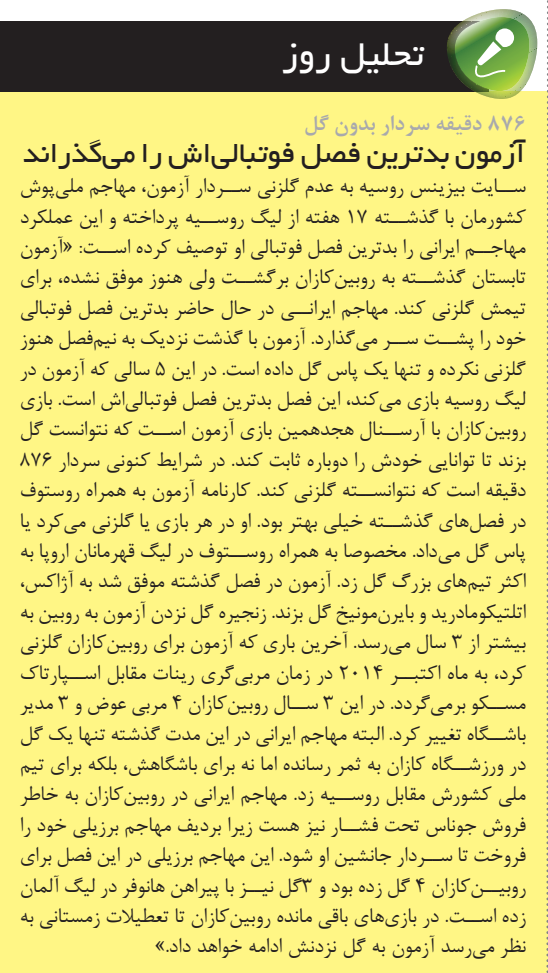 تحلیل روز
۸۷۶ دقیقه سردار بدون گل
آزمون بدترین فصل فوتبالی‌اش را می‌گذراند
سایت بیزینس روسیه به عدم گلزنی سردار آزمون، مهاجم ملی‌پوش
کشورمان با گذشته ۱۷ هفته از لیگ روسیه پرداخته و این عملکرد
مهاجم ایرانی را بدترین فصل فوتبالی او توصیف کرده است: «آزمون
تابستان گذشته به روبین‌کازان برگشت ولی هنوز موفق نشده، برای
تیمش گلزنی کند. مهاجم ایرانی در حال حاضر بدترین فصل فوتبالی
خود را پشت سر می‌گذارد. آزمون با گذشت نزدیک به نیم‌فصل هنوز
گلزنی نکرده و تنها یک پاس گل داده است. در این ۵ سالی که آزمون در
لیگ روسیه بازی می‌کند، این فصل بدترین فصل فوتبالی‌اش است. بازی
روبین‌کازان با آرسنال هجدهمین بازی آزمون است که نتوانست گل
بزند تا توانایی خودش را دوباره ثابت کند. در شرایط کنونی سردار ۸۷۶
دقیقه است که نتوانسته گلزنی کند. کارنامه آزمون به همراه روستوف
در فصل‌های گذشته خیلی بهتر بود. او در هر بازی یا گلزنی می‌کرد یا
پاس گل می‌داد. مخصوصا به همراه روستوف در لیگ قهرمانان اروپا به
اکثر تیم‌های بزرگ گل زد. آزمون در فصل گذشته موفق شد به آژاکس،
اتلتیکومادرید و بایرن‌مونیخ گل بزند. زنجیره گل نزدن آزمون به روبین به
بیشتر از ۳ سال می‌رسد. آخرین باری که آزمون برای روبین‌کازان گلزنی
کرد، به ماه اکتبر ۲۰۱۴ در زمان مربی‌گری رینات مقابل اسپارتاک
مسکو برمی‌گردد. در این ۳ سال روبین‌کازان ۴ مربی عوض و ۳ مدیر
باشگاه تغییر کرد. البته مهاجم ایرانی در این مدت گذشته تنها یک گل
در ورزشگاه کازان به ثمر رسانده اما نه برای باشگاهش، بلکه برای تیم
ملی کشورش مقابل روسیه زد. مهاجم ایرانی در روبین‌کازان به خاطر
فروش جوناس تحت فشار نیز هست زیرا بردیف مهاجم برزیلی خود را
فروخت تا سردار جانشین او شود. این مهاجم برزیلی در این فصل برای
روبین‌کازان ۴ گل زده بود و ۳گل نیز با پیراهن هانوفر در لیگ آلمان
زده است. در بازی‌های باقی مانده روبین‌کازان تا تعطیلات زمستانی به
نظر می‌رسد آزمون به گل نزدنش ادامه خواهد داد.»